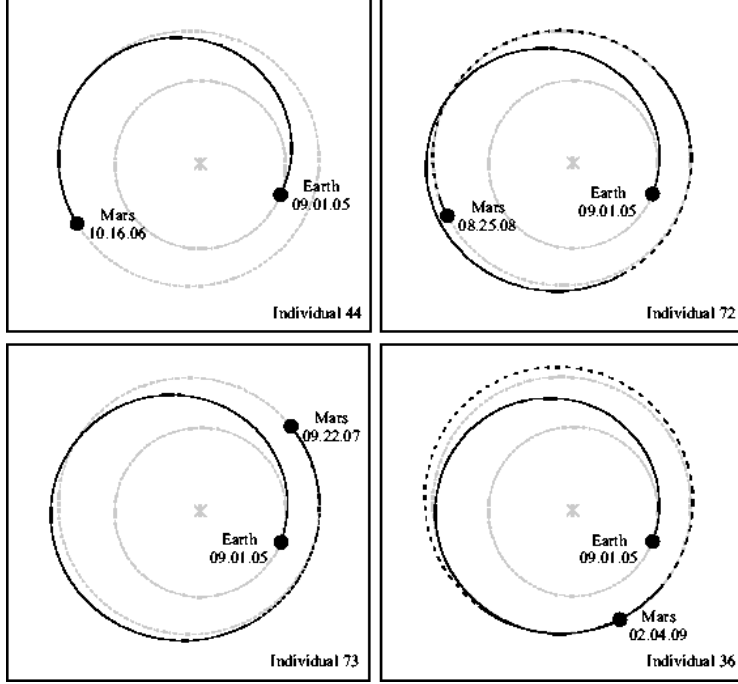 Earth
09.01.05
Mars
10.16.06
Individual 44
Mars
08.25.08
Earth
09.01.05
Individual 72
Mars
09.22.07
Earth
09.01.05
Individual 73
Earth
09.01.05
Mars
02.04.09
Individual 36